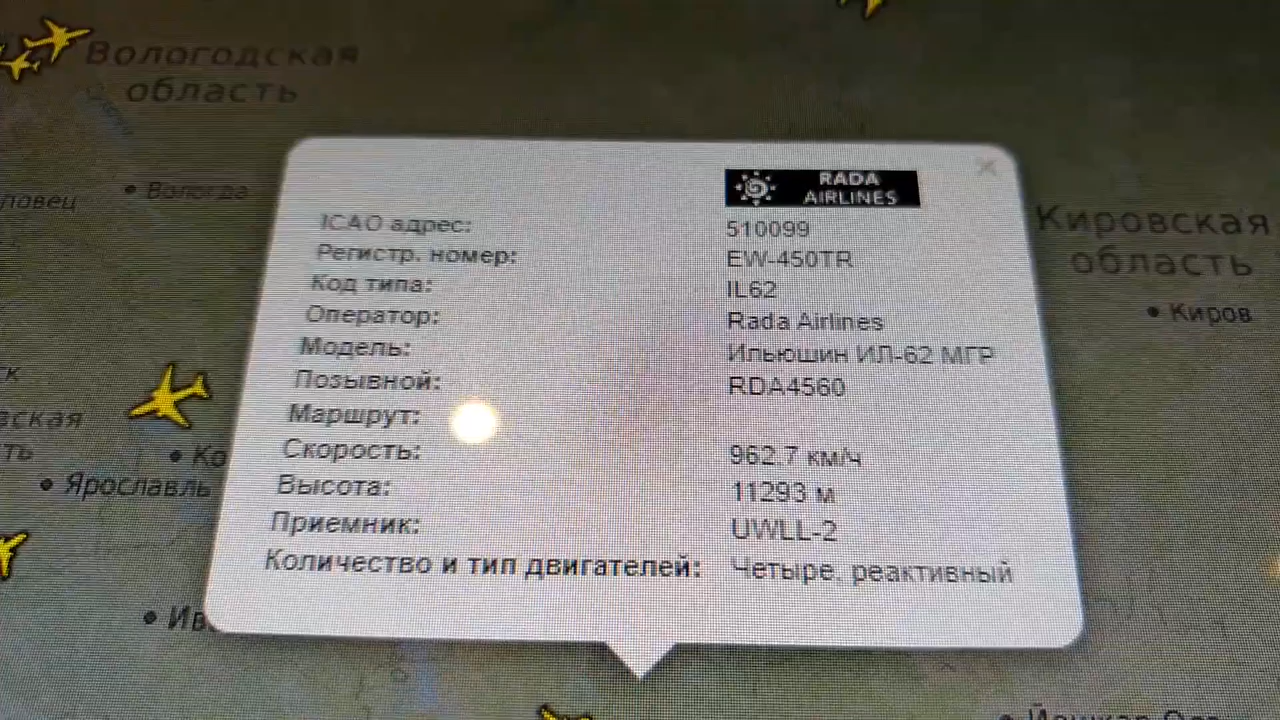 Вологодская
область
Вологда
RADA
AIRLINES
ICAO адрес: 510099
Регистр. номер: EW-450TR
Код типа: IL62
Оператор: Rada Airlines
Модель: Ильюшин ИЛ-62 МГР
Позывной: RDA4560
Маршрут:
Скорость: 962.7 км/ч
Высота: 11293 м
Приемник: UWLL-2
Количество и тип двигателей: Четыре, реактивный
Кировская
область
Киров
Ярославль